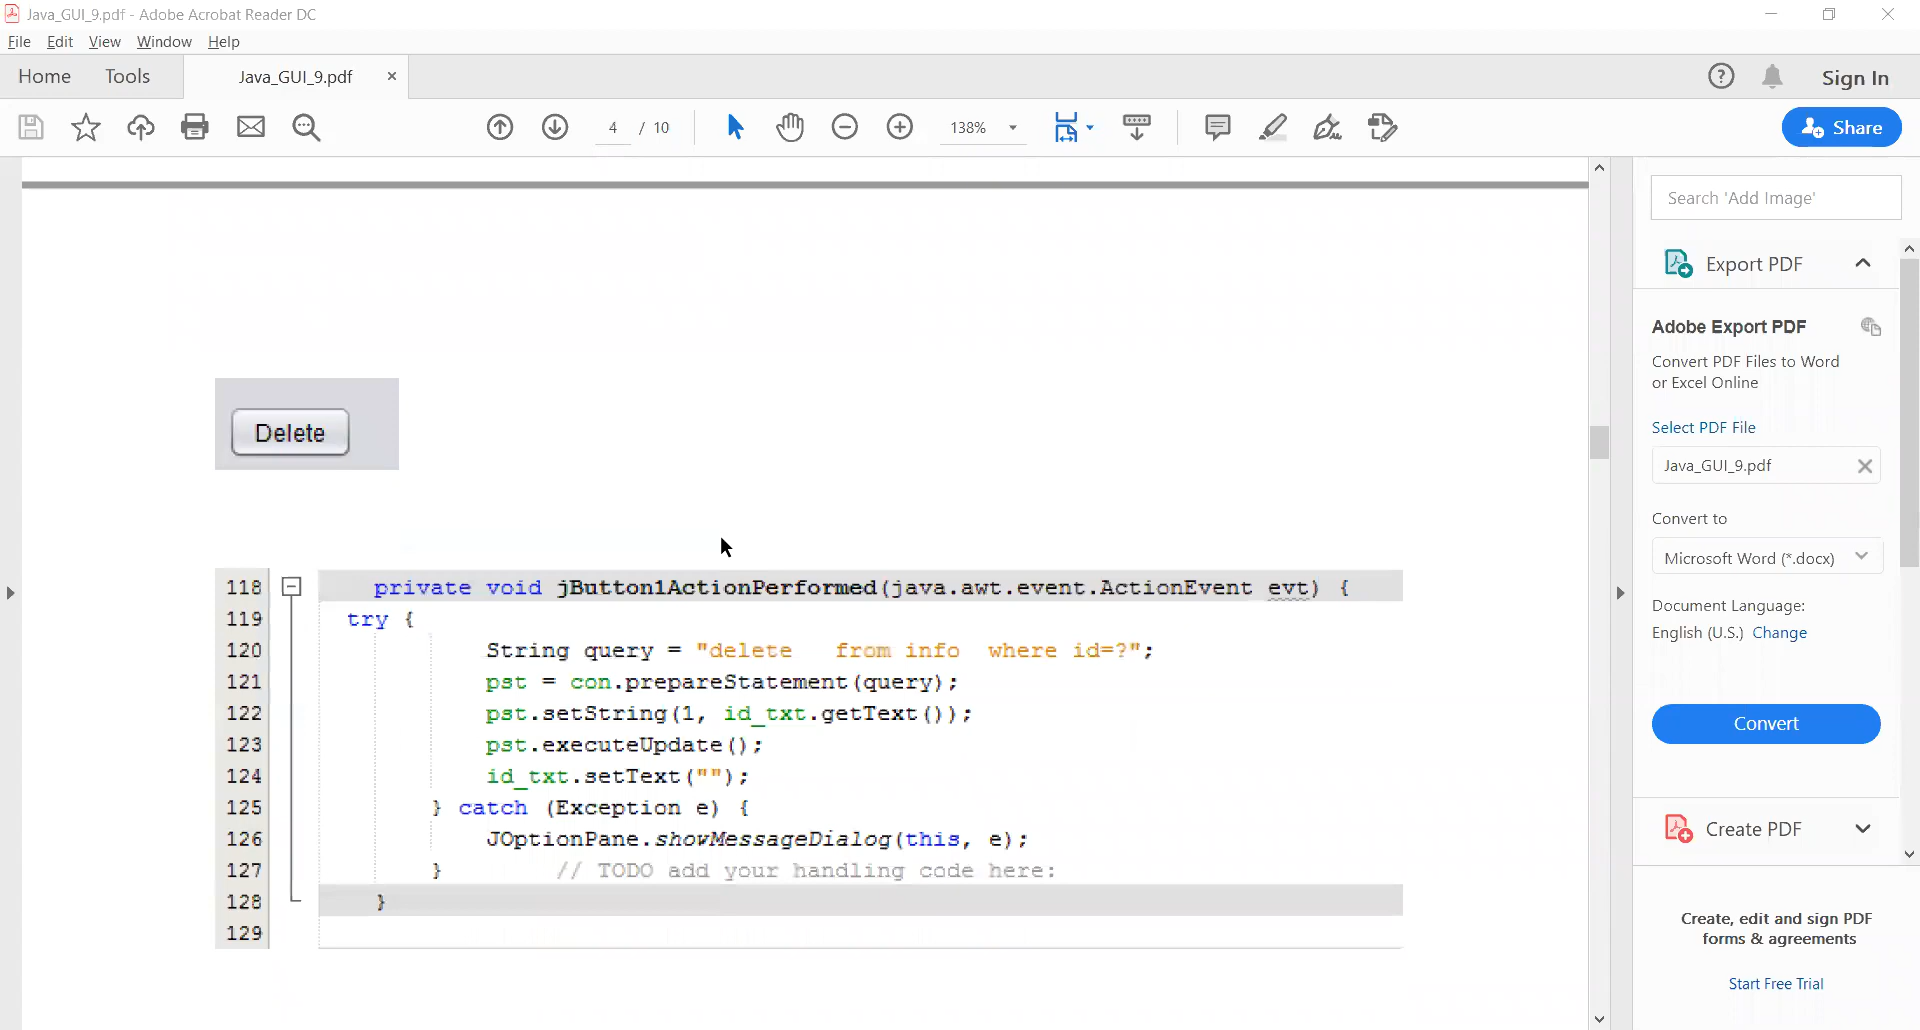 Java_GUI_9.pdf - Adobe Acrobat Reader DC
File Edit View Window Help
Home Tools Java_GUI_9.pdf × ? Sign In
4 / 10 138% Share
Search 'Add Image'
Export PDF
Adobe Export PDF
Convert PDF Files to Word
or Excel Online
Select PDF File
Java_GUI_9.pdf
Convert to
Microsoft Word (*.docx)
Document Language:
English (U.S.) Change
Convert
Create PDF
Create, edit and sign PDF
forms & agreements
Start Free Trial
Delete
118 private void jButton1ActionPerformed(java.awt.event.ActionEvent evt) {
119 try {
120 String query = "delete   from info  where id=?";
121 pst = con.prepareStatement(query);
122 pst.setString(1, id_txt.getText());
123 pst.executeUpdate();
124 id_txt.setText("");
125 } catch (Exception e) {
126 JOptionPane.showMessageDialog(this, e);
127 } // TODO add your handling code here:
128 }
129